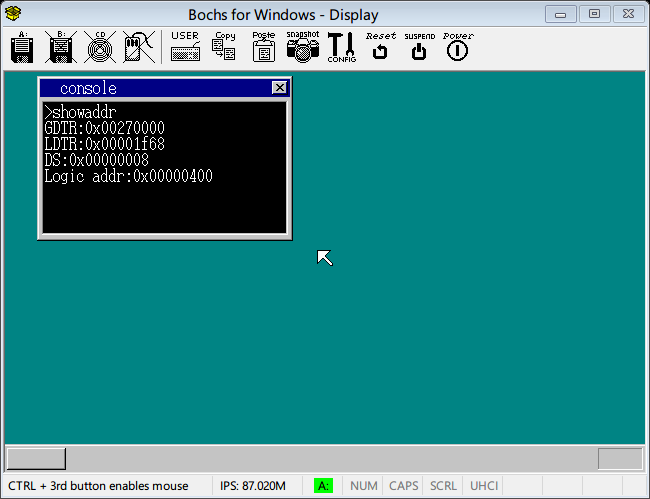 Bochs for Windows - Display
A:
B:
CD
USER
Copy
Paste
snapshot
CONFIG
Reset
SUSPEND
Power
console
>showaddr
GDTR:0x00270000
LDTR:0x00001f68
DS:0x00000008
Logic addr:0x00000400
CTRL + 3rd button enables mouse
IPS: 87.020M
A:
NUM
CAPS
SCRL
UHCI